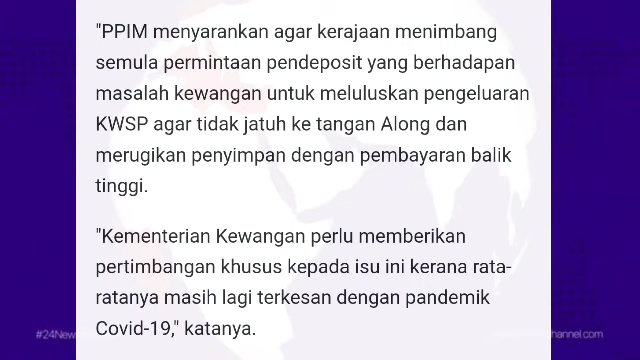 "PPIM menyarankan agar kerajaan menimbang
semula permintaan pendeposit yang berhadapan
masalah kewangan untuk meluluskan pengeluaran
KWSP agar tidak jatuh ke tangan Along dan
merugikan penyimpan dengan pembayaran balik
tinggi.
"Kementerian Kewangan perlu memberikan
pertimbangan khusus kepada isu ini kerana rata-
ratanya masih lagi terkesan dengan pandemik
Covid-19," katanya.